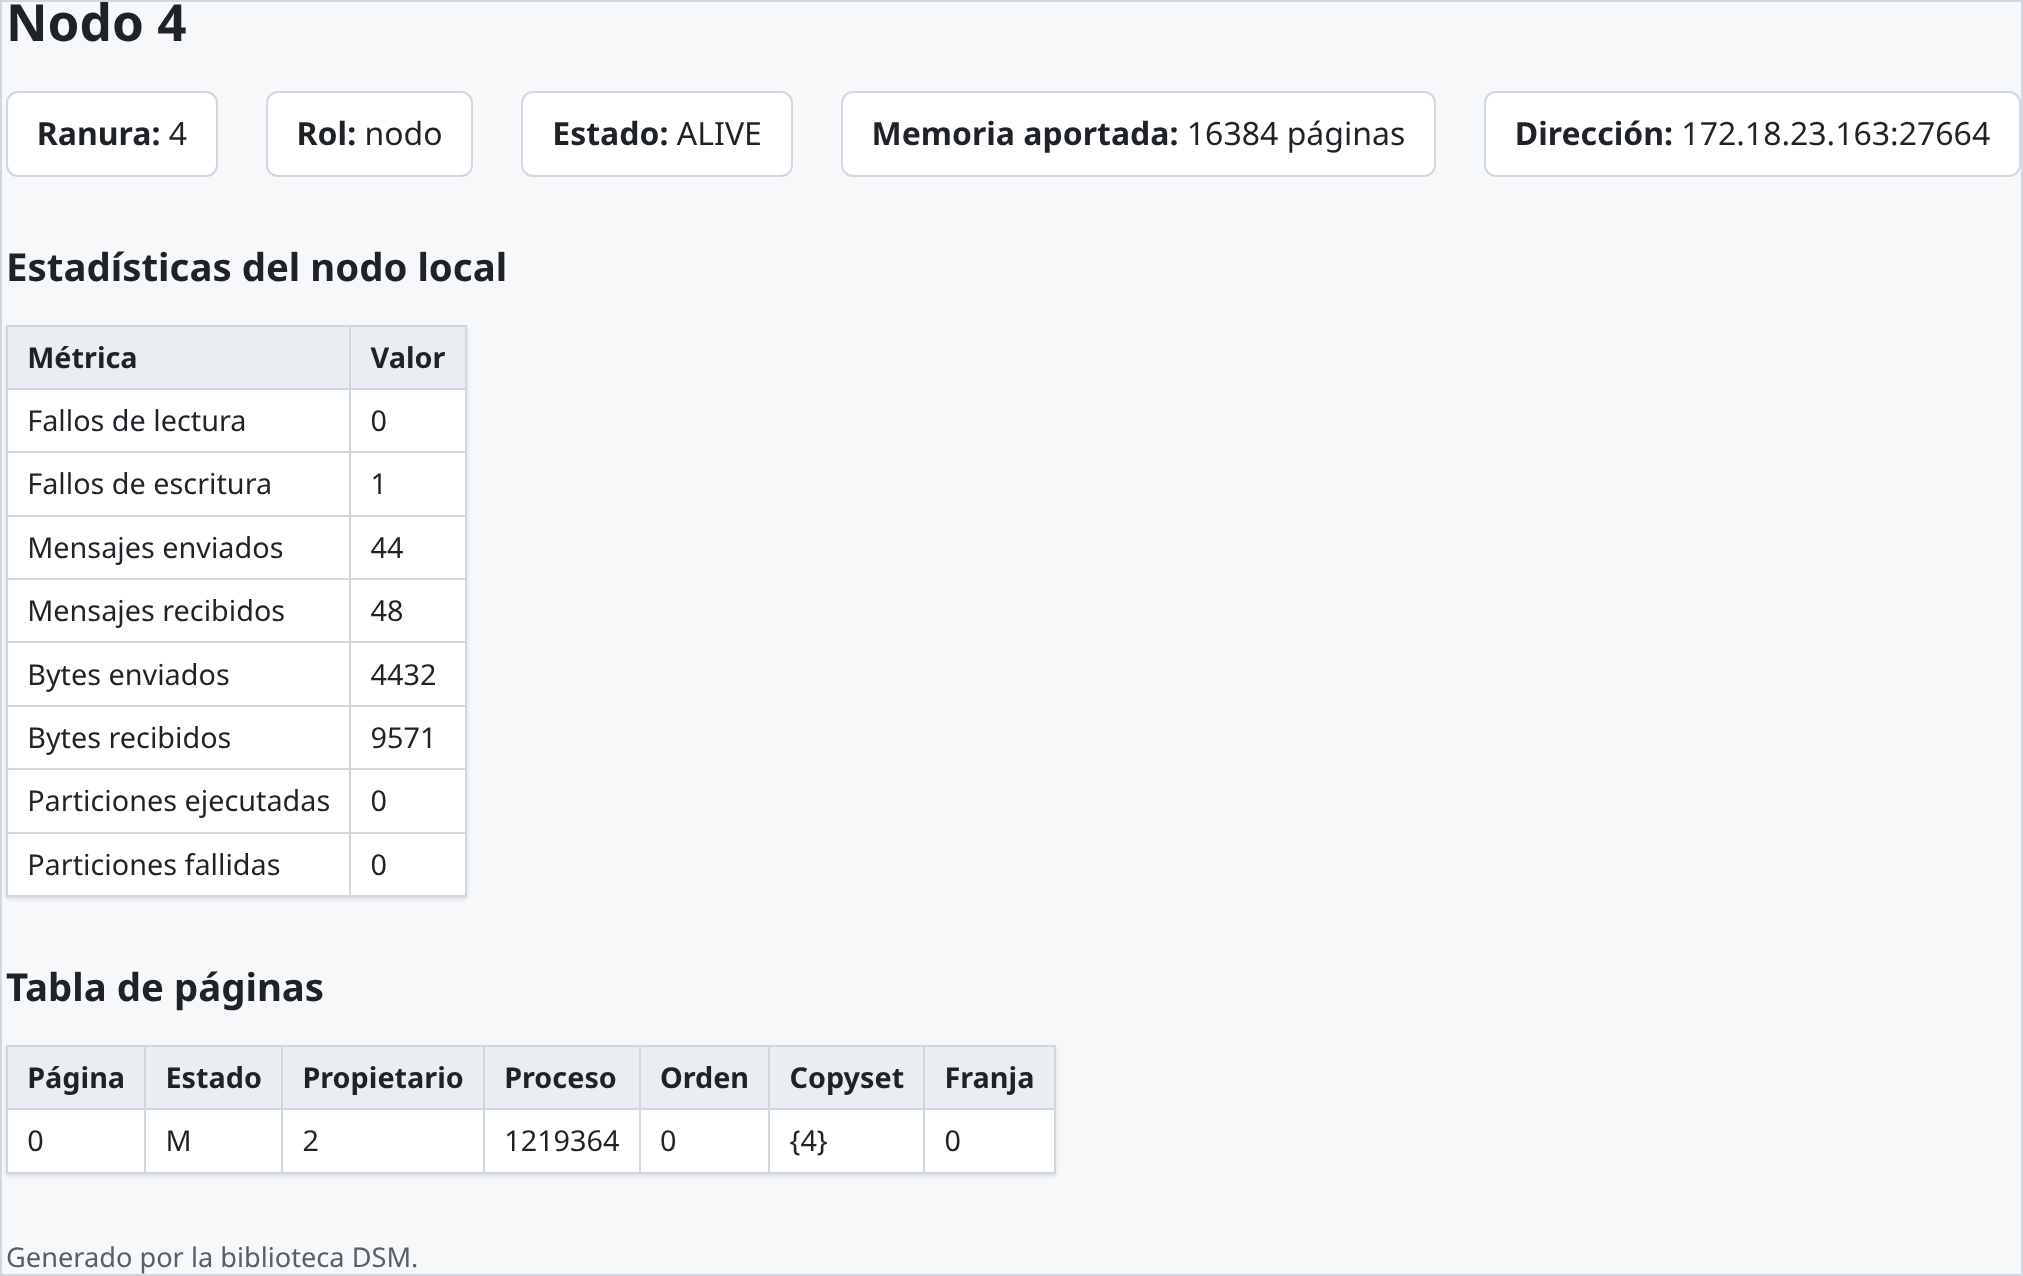 Nodo 4
Ranura: 4 Rol: nodo Estado: ALIVE Memoria aportada: 16384 páginas Dirección: 172.18.23.163:27664
Estadísticas del nodo local
Métrica Valor
Fallos de lectura 0
Fallos de escritura 1
Mensajes enviados 44
Mensajes recibidos 48
Bytes enviados 4432
Bytes recibidos 9571
Particiones ejecutadas 0
Particiones fallidas 0
Tabla de páginas
Página Estado Propietario Proceso Orden Copyset Franja
0 M 2 1219364 0 {4} 0
Generado por la biblioteca DSM.